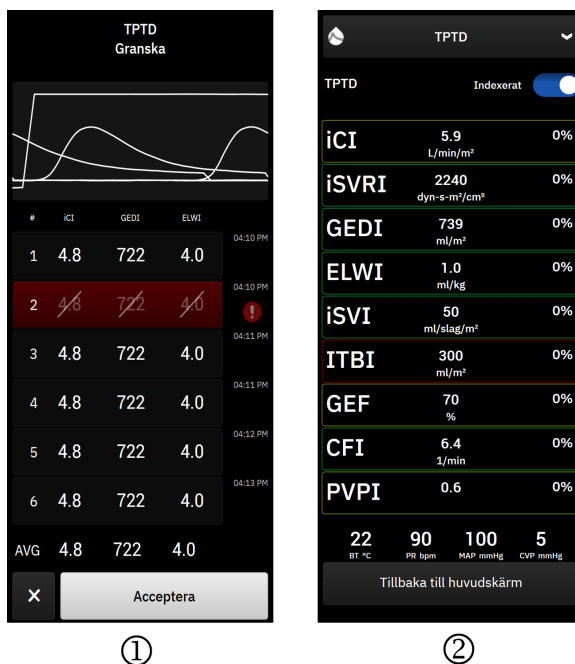 TPTD
Granska
# iCI GEDI ELWI
04:10 PM
1 4.8 722 4.0
04:10 PM
2 4.8 722 4.0
!
04:11 PM
3 4.8 722 4.0
04:11 PM
4 4.8 722 4.0
04:12 PM
5 4.8 722 4.0
04:13 PM
6 4.8 722 4.0
AVG 4.8 722 4.0
× Acceptera
①
TPTD
TPTD Indexerat
iCI 5.9 0%
L/min/m²
iSVRI 2240 0%
dyn-s-m²/cm⁵
GEDI 739 0%
ml/m²
ELWI 1.0 0%
ml/kg
iSVI 50 0%
ml/slag/m²
ITBI 300 0%
ml/m²
GEF 70 0%
%
CFI 6.4 0%
1/min
PVPI 0.6 0%
22 90 100 5
BT °C PR bpm MAP mmHg CVP mmHg
Tillbaka till huvudskärm
②